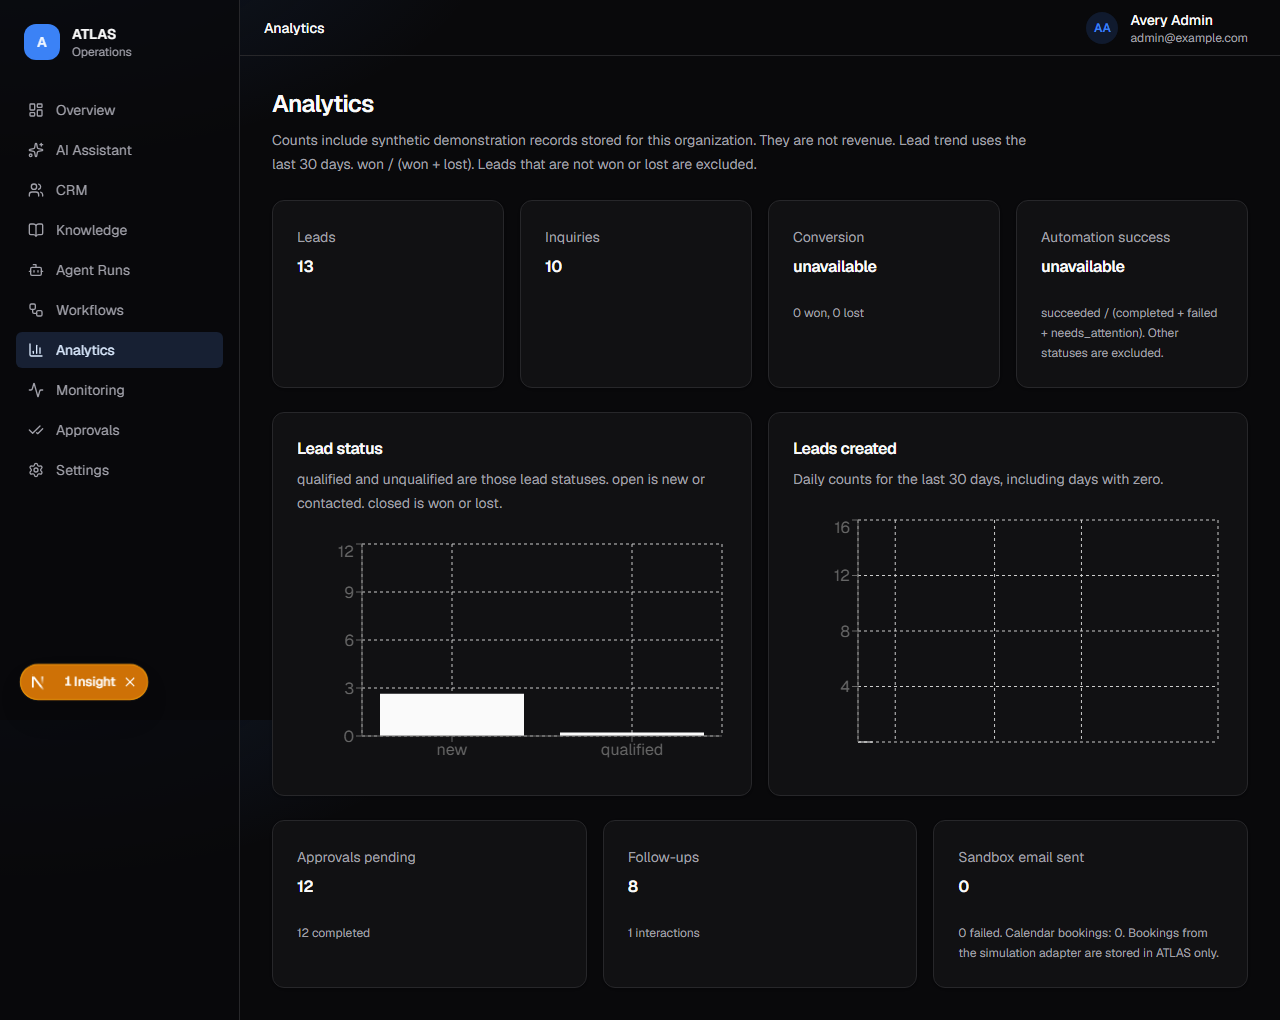 A
ATLAS
Operations
Overview
AI Assistant
CRM
Knowledge
Agent Runs
Workflows
Analytics
Monitoring
Approvals
Settings
1 Insight
Analytics
AA
Avery Admin
admin@example.com
Analytics
Counts include synthetic demonstration records stored for this organization. They are not revenue. Lead trend uses the
last 30 days. won / (won + lost). Leads that are not won or lost are excluded.
Leads
13
Inquiries
10
Conversion
unavailable
0 won, 0 lost
Automation success
unavailable
succeeded / (completed + failed
+ needs_attention). Other
statuses are excluded.
Lead status
qualified and unqualified are those lead statuses. open is new or
contacted. closed is won or lost.
12
9
6
3
0
new
qualified
Leads created
Daily counts for the last 30 days, including days with zero.
16
12
8
4
Approvals pending
12
12 completed
Follow-ups
8
1 interactions
Sandbox email sent
0
0 failed. Calendar bookings: 0. Bookings from
the simulation adapter are stored in ATLAS only.